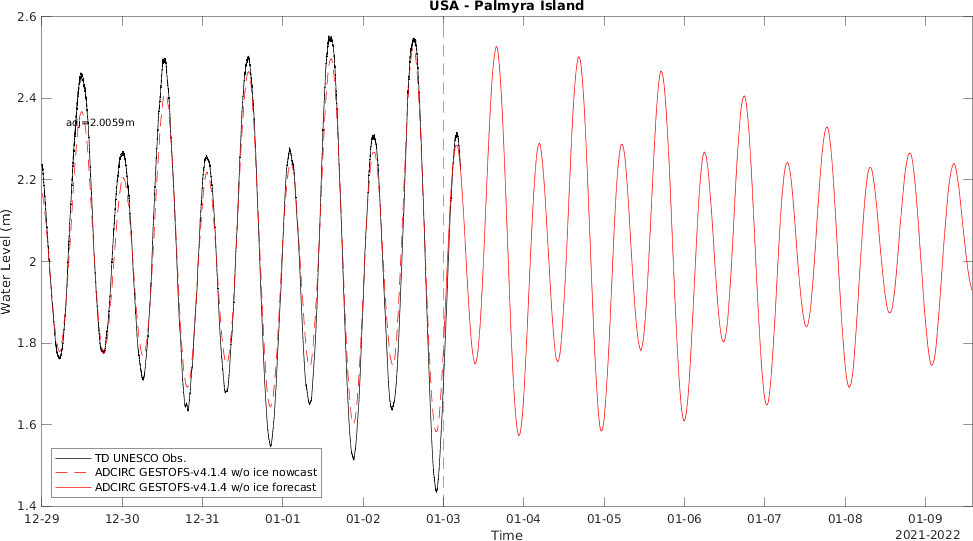 USA - Palmyra Island
2.6
2.4
2.2
2
1.8
1.6
1.4
Water Level (m)
adj=2.0059m
TD UNESCO Obs.
ADCIRC GESTOFS-v4.1.4 w/o ice nowcast
ADCIRC GESTOFS-v4.1.4 w/o ice forecast
12-29 12-30 12-31 01-01 01-02 01-03 01-04 01-05 01-06 01-07 01-08 01-09
Time
2021-2022